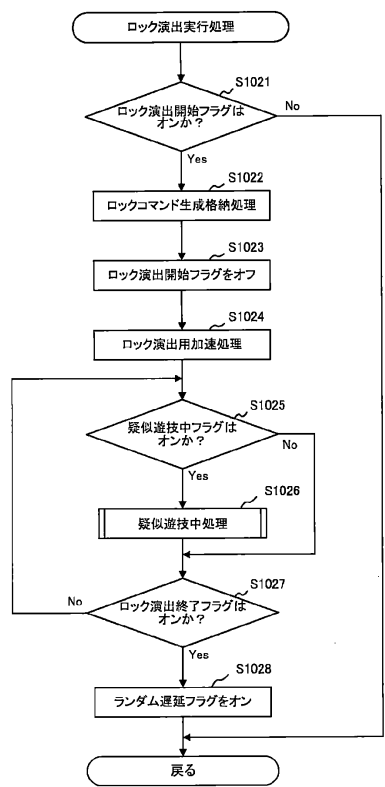 ロック演出実行処理
S1021
ロック演出開始フラグは
オンか？
No
Yes
S1022
ロックコマンド生成格納処理
S1023
ロック演出開始フラグをオフ
S1024
ロック演出用加速処理
S1025
疑似遊技中フラグは
オンか？
No
Yes
S1026
疑似遊技中処理
S1027
ロック演出終了フラグは
オンか？
No
Yes
S1028
ランダム遅延フラグをオン
戻る